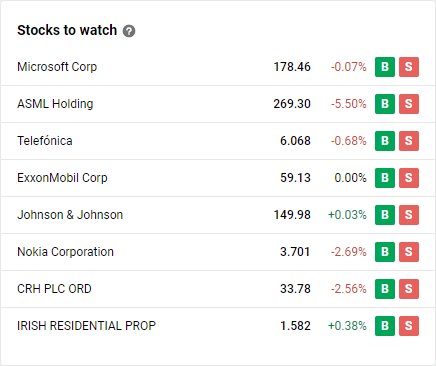 Stocks to watch ?
Microsoft Corp 178.46 -0.07% B S
ASML Holding 269.30 -5.50% B S
Telefónica 6.068 -0.68% B S
ExxonMobil Corp 59.13 0.00% B S
Johnson & Johnson 149.98 +0.03% B S
Nokia Corporation 3.701 -2.69% B S
CRH PLC ORD 33.78 -2.56% B S
IRISH RESIDENTIAL PROP 1.582 +0.38% B S